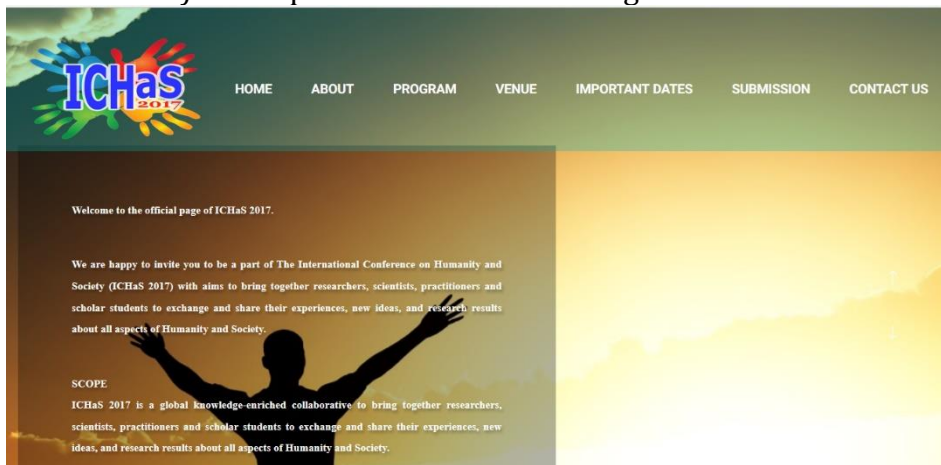 ICHaS
2017
HOME ABOUT PROGRAM VENUE IMPORTANT DATES SUBMISSION CONTACT US
Welcome to the official page of ICHaS 2017.
We are happy to invite you to be a part of The International Conference on Humanity and
Society (ICHaS 2017) with aims to bring together researchers, scientists, practitioners and
scholar students to exchange and share their experiences, new ideas, and research results
about all aspects of Humanity and Society.
SCOPE
ICHaS 2017 is a global knowledge-enriched collaborative to bring together researchers,
scientists, practitioners and scholar students to exchange and share their experiences, new
ideas, and research results about all aspects of Humanity and Society.